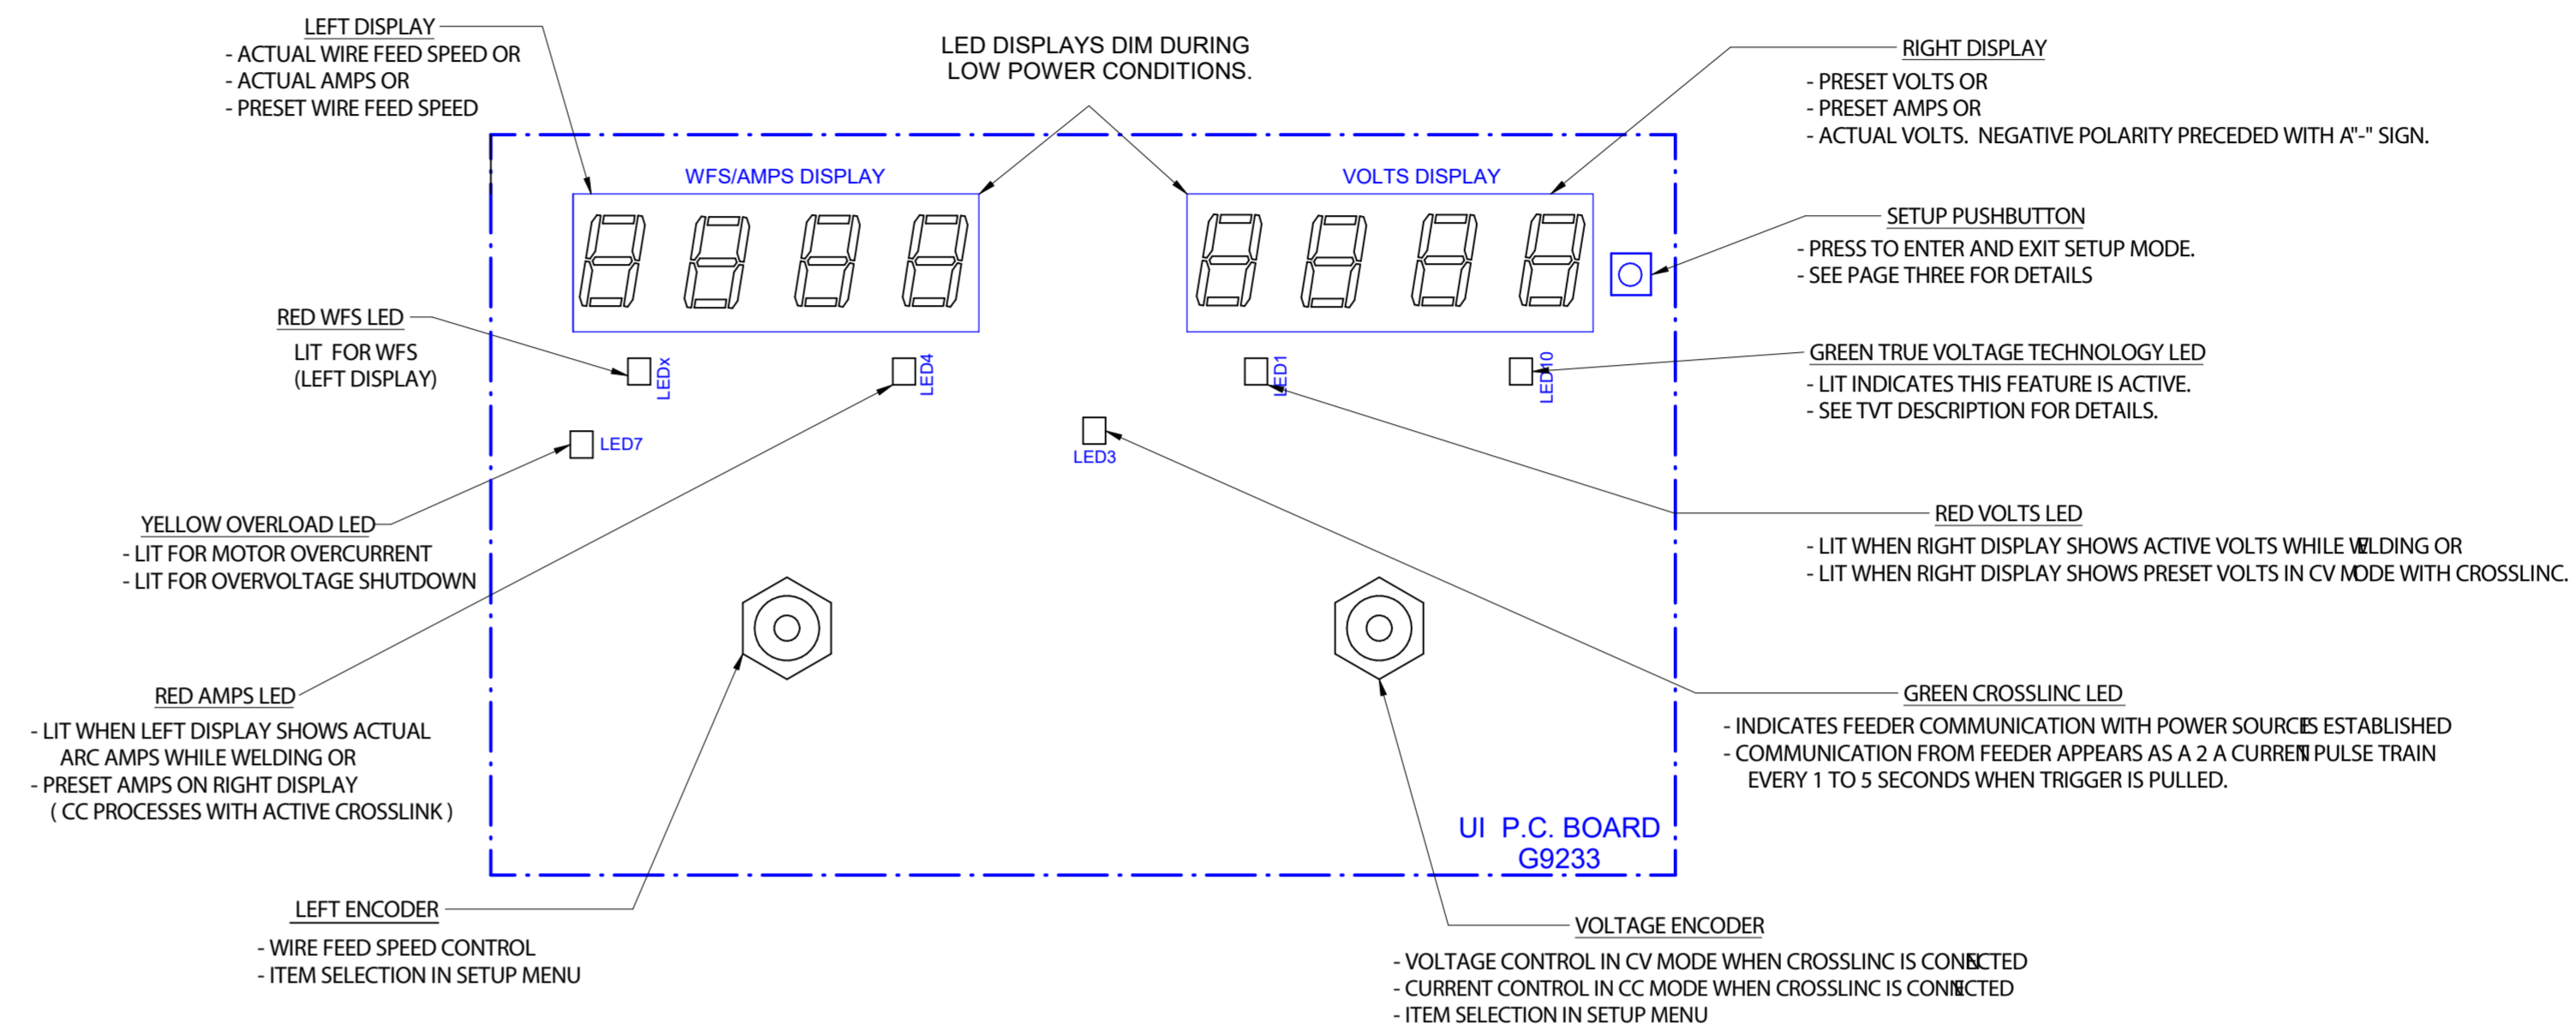 LEFT DISPLAY
- ACTUAL WIRE FEED SPEED OR
- ACTUAL AMPS OR
- PRESET WIRE FEED SPEED
LED DISPLAYS DIM DURING
LOW POWER CONDITIONS.
RIGHT DISPLAY
- PRESET VOLTS OR
- PRESET AMPS OR
- ACTUAL VOLTS. NEGATIVE POLARITY PRECEDED WITH A"-" SIGN.
WFS/AMPS DISPLAY
VOLTS DISPLAY
SETUP PUSHBUTTON
- PRESS TO ENTER AND EXIT SETUP MODE.
- SEE PAGE THREE FOR DETAILS
RED WFS LED
LIT FOR WFS
(LEFT DISPLAY)
LEDx
LED4
LED1
LED10
GREEN TRUE VOLTAGE TECHNOLOGY LED
- LIT INDICATES THIS FEATURE IS ACTIVE.
- SEE TVT DESCRIPTION FOR DETAILS.
LED7
LED3
YELLOW OVERLOAD LED
- LIT FOR MOTOR OVERCURRENT
- LIT FOR OVERVOLTAGE SHUTDOWN
RED VOLTS LED
- LIT WHEN RIGHT DISPLAY SHOWS ACTIVE VOLTS WHILE WELDING OR
- LIT WHEN RIGHT DISPLAY SHOWS PRESET VOLTS IN CV MODE WITH CROSSLINC.
RED AMPS LED
- LIT WHEN LEFT DISPLAY SHOWS ACTUAL
ARC AMPS WHILE WELDING OR
- PRESET AMPS ON RIGHT DISPLAY
( CC PROCESSES WITH ACTIVE CROSSLINK )
GREEN CROSSLINC LED
- INDICATES FEEDER COMMUNICATION WITH POWER SOURCE IS ESTABLISHED
- COMMUNICATION FROM FEEDER APPEARS AS A 2 A CURRENT PULSE TRAIN
EVERY 1 TO 5 SECONDS WHEN TRIGGER IS PULLED.
UI P.C. BOARD
G9233
LEFT ENCODER
- WIRE FEED SPEED CONTROL
- ITEM SELECTION IN SETUP MENU
VOLTAGE ENCODER
- VOLTAGE CONTROL IN CV MODE WHEN CROSSLINC IS CONNECTED
- CURRENT CONTROL IN CC MODE WHEN CROSSLINC IS CONNECTED
- ITEM SELECTION IN SETUP MENU